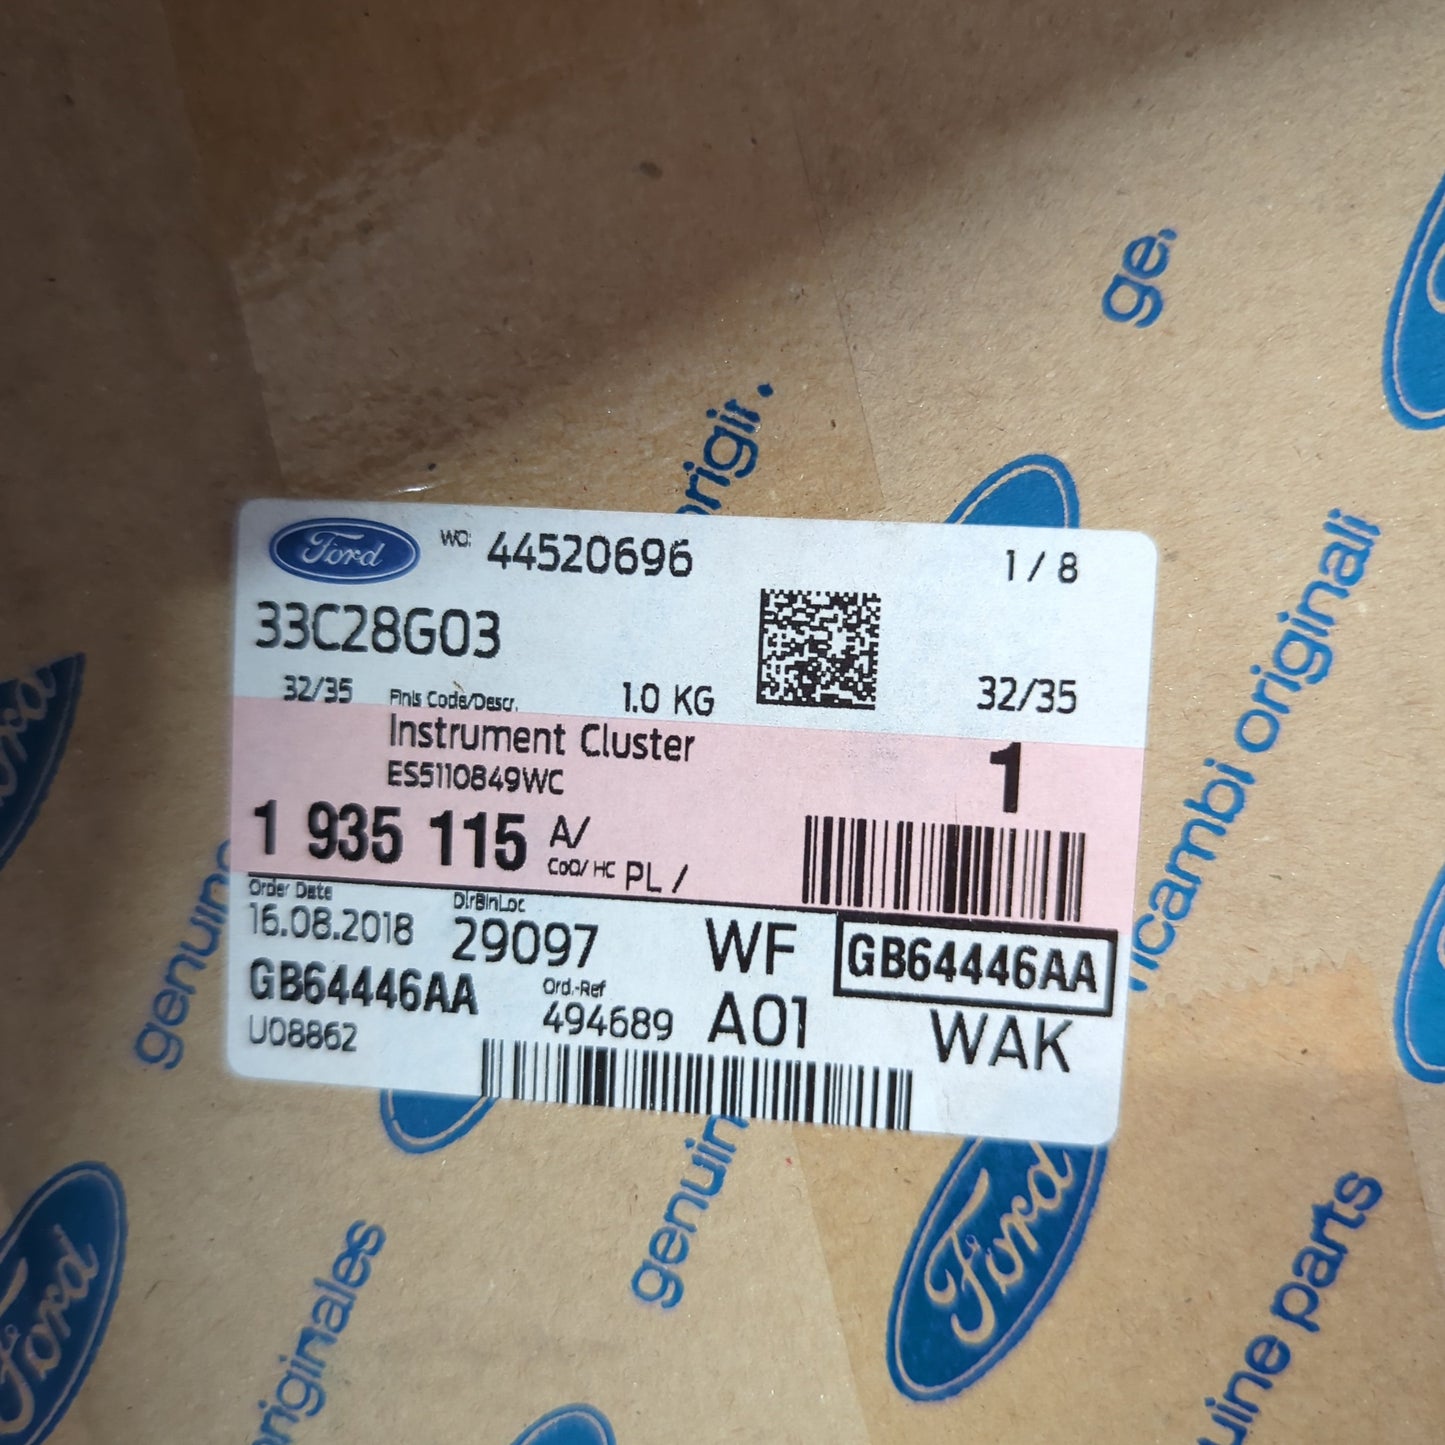 ge.
origin.
Ford WO: 44520696 1 / 8
33C28G03
32/35 Finis Code/Descr. 1.0 KG 32/35
Instrument Cluster 1
ES5110849WC
1 935 115 A/
CoO/ HC PL /
Order Date DirBinLoc
16.08.2018 29097 WF GB64446AA
GB64446AA Ord.-Ref
U08862 494689 A01 WAK
ricambi originali
Ford
genuine
genuin
Ford
Ford
originales
uine parts